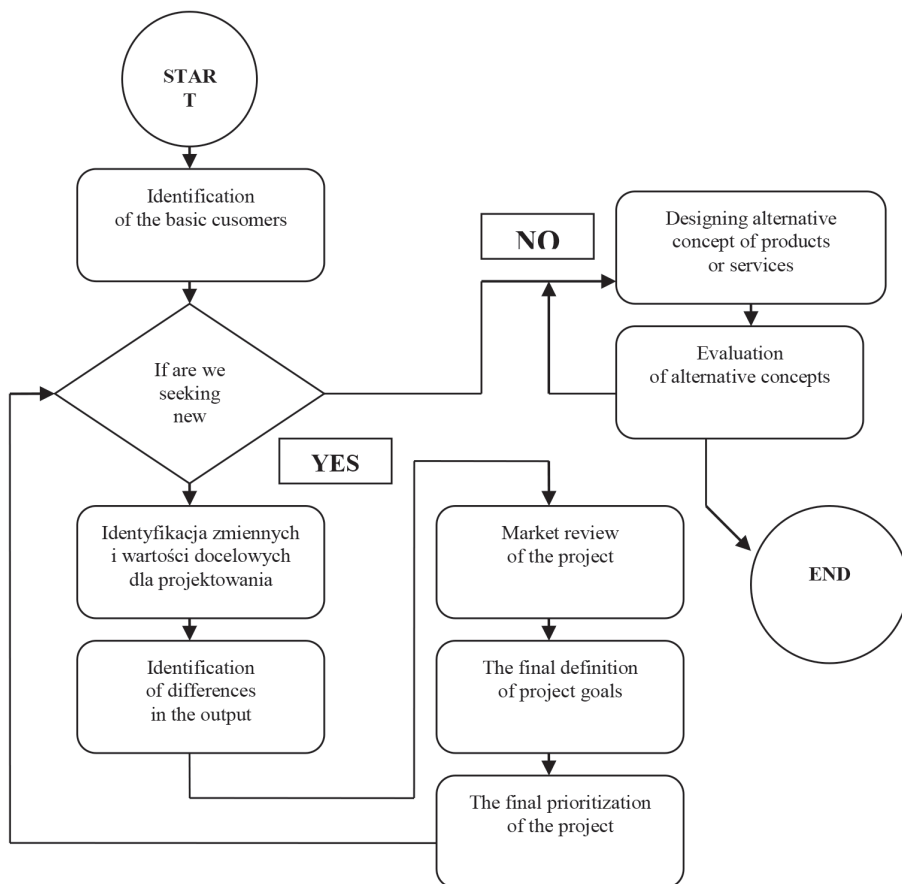 STAR
T
Identification
of the basic cusomers
If are we
seeking
new
NO
Designing alternative
concept of products
or services
Evaluation
of alternative concepts
END
YES
Identyfikacja zmiennych
i wartości docelowych
dla projektowania
Identification
of differences
in the output
Market review
of the project
The final definition
of project goals
The final prioritization
of the project